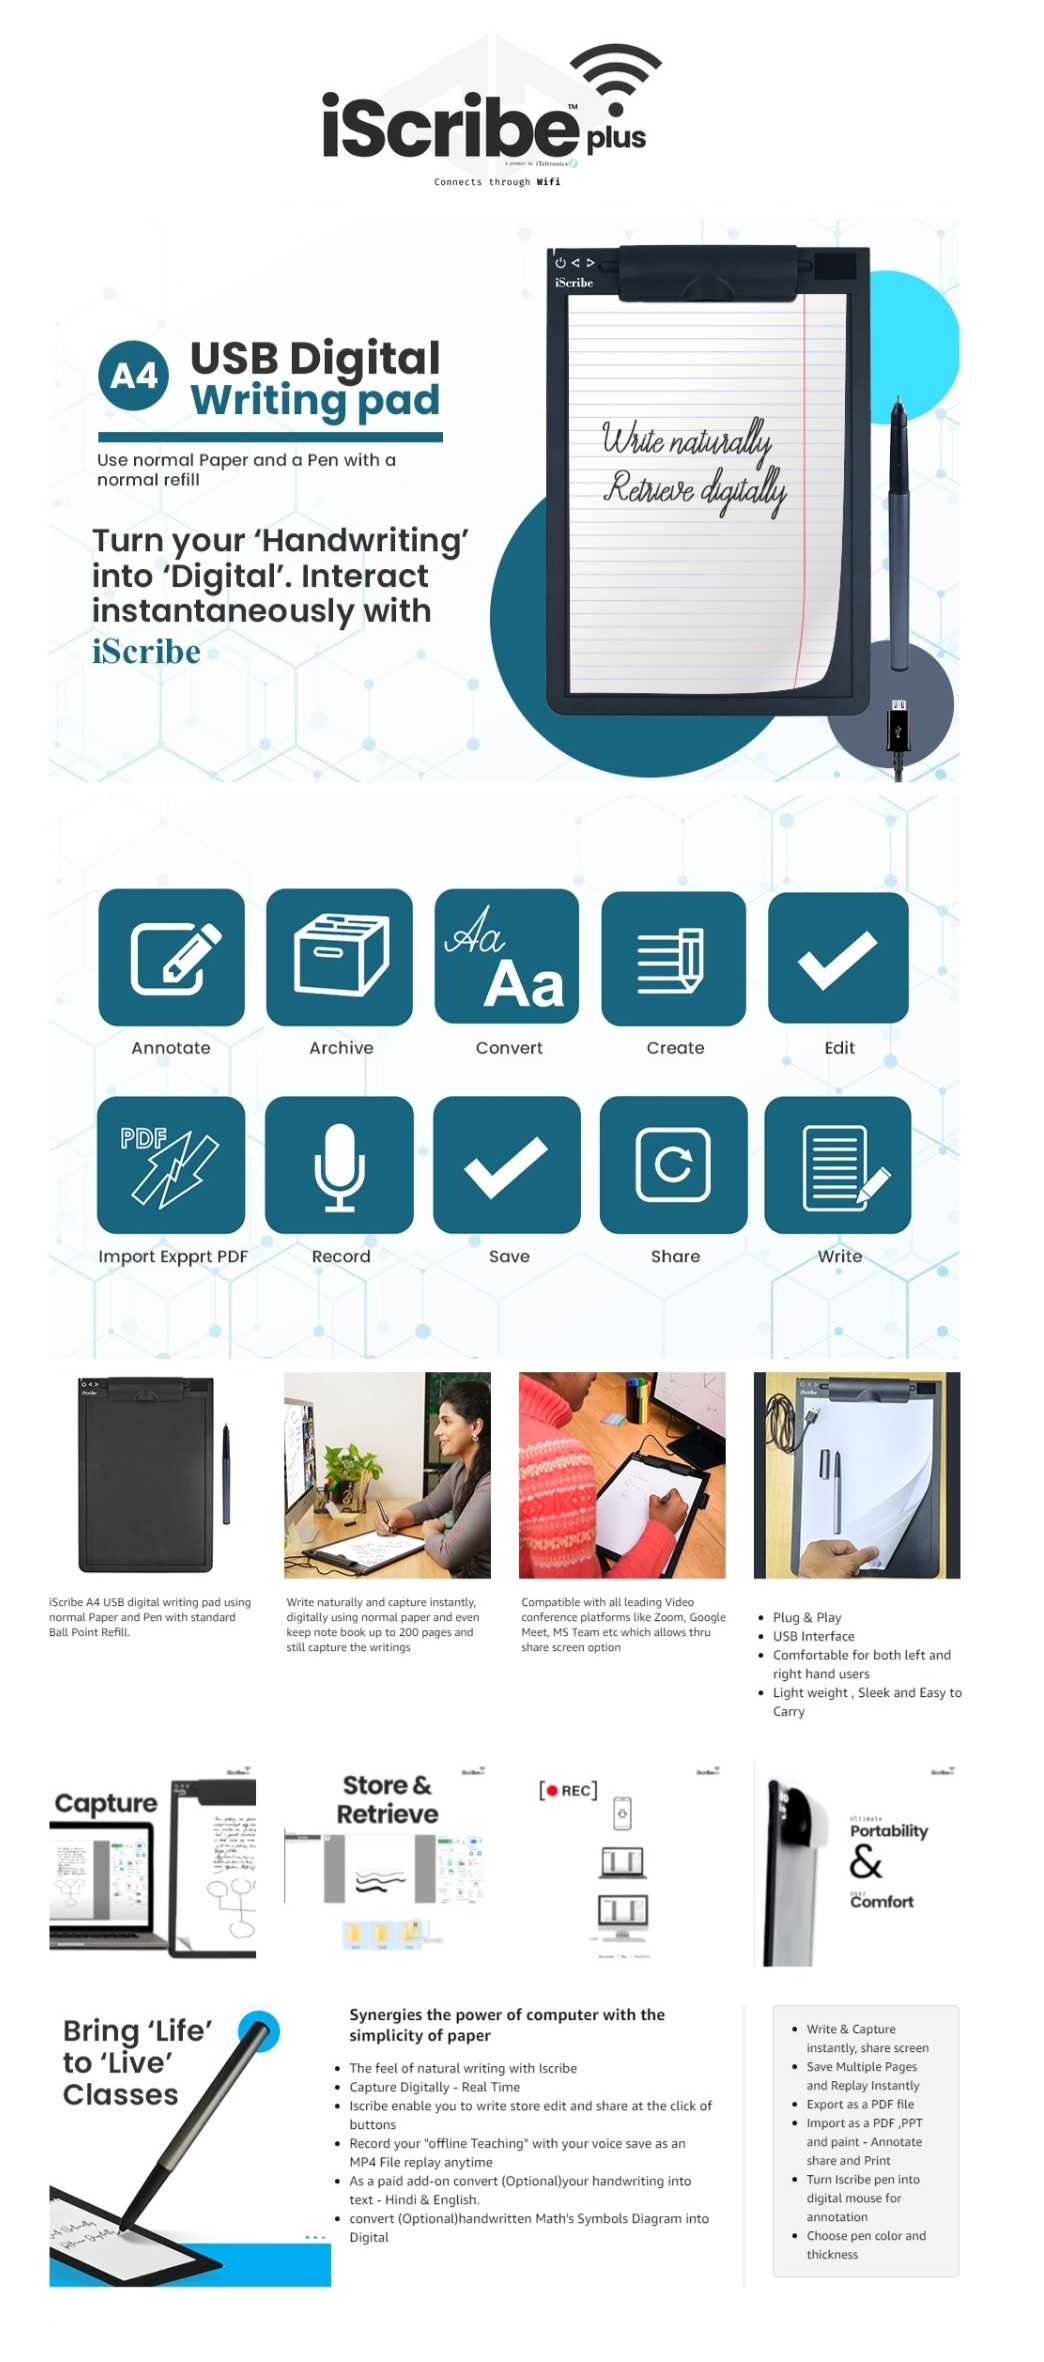 iScribe™ plus
A product by iTeltronics
Connects through Wifi
iScribe
A4
USB Digital
Writing pad
Use normal Paper and a Pen with a
normal refill
Write naturally
Retrieve digitally
Turn your ‘Handwriting’
into ‘Digital’. Interact
instantaneously with
iScribe
Aa
Aa
Annotate
Archive
Convert
Create
Edit
PDF
Import Expprt PDF
Record
Save
Share
Write
iScribe
iScribe
iScribe A4 USB digital writing pad using
normal Paper and Pen with standard
Ball Point Refill.
Write naturally and capture instantly,
digitally using normal paper and even
keep note book up to 200 pages and
still capture the writings
Compatible with all leading Video
conference platforms like Zoom, Google
Meet, MS Team etc which allows thru
share screen option
Plug & Play
USB Interface
Comfortable for both left and
right hand users
Light weight , Sleek and Easy to
Carry
Capture
Store &
Retrieve
[● REC]
Ultimate
Portability
&
Comfort
Bring ‘Life’
to ‘Live’
Classes
Synergies the power of computer with the
simplicity of paper
The feel of natural writing with Iscribe
Capture Digitally - Real Time
Iscribe enable you to write store edit and share at the click of
buttons
Record your "offline Teaching" with your voice save as an
MP4 File replay anytime
As a paid add-on convert (Optional)your handwriting into
text - Hindi & English.
convert (Optional)handwritten Math's Symbols Diagram into
Digital
Write & Capture
instantly, share screen
Save Multiple Pages
and Replay Instantly
Export as a PDF file
Import as a PDF ,PPT
and paint - Annotate
share and Print
Turn Iscribe pen into
digital mouse for
annotation
Choose pen color and
thickness